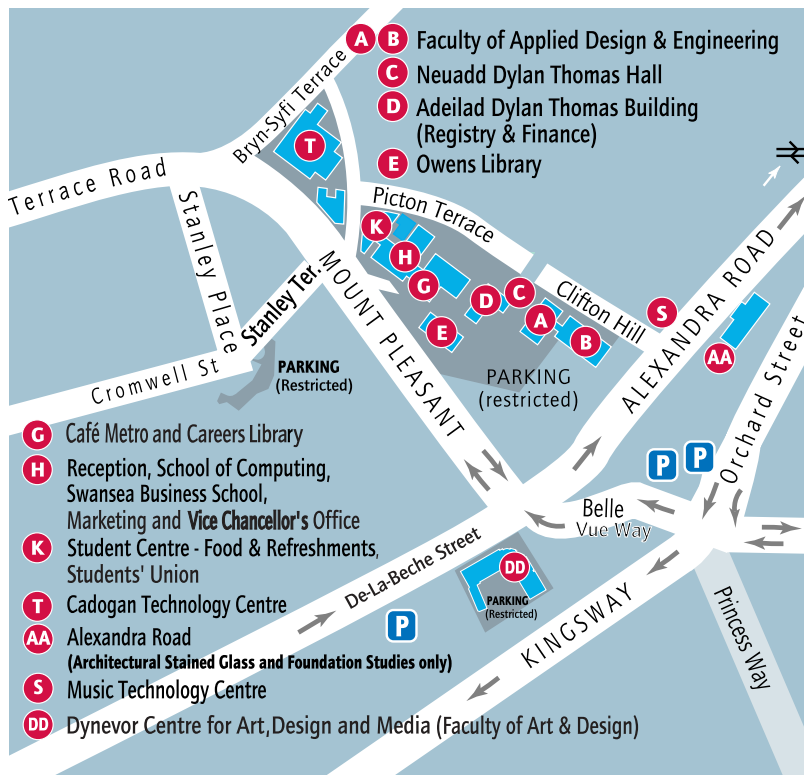 A B Faculty of Applied Design & Engineering
C Neuadd Dylan Thomas Hall
D Adeilad Dylan Thomas Building
(Registry & Finance)
E Owens Library
Bryn-Syfi Terrace
T
Terrace Road
Stanley Place
Picton Terrace
K
H
G
Stanley Ter.
MOUNT PLEASANT
D
C
A
B
E
Clifton Hill
S
ALEXANDRA ROAD
AA
Orchard Street
PARKING
(Restricted)
PARKING
(restricted)
Cromwell St
P
P
G Café Metro and Careers Library
H Reception, School of Computing,
Swansea Business School,
Marketing and Vice Chancellor's Office
K Student Centre - Food & Refreshments,
Students' Union
T Cadogan Technology Centre
AA Alexandra Road
(Architectural Stained Glass and Foundation Studies only)
S Music Technology Centre
DD Dynevor Centre for Art,Design and Media (Faculty of Art & Design)
Belle
Vue Way
De-La-Beche Street
DD
PARKING
(Restricted)
P
KINGSWAY
Princess Way